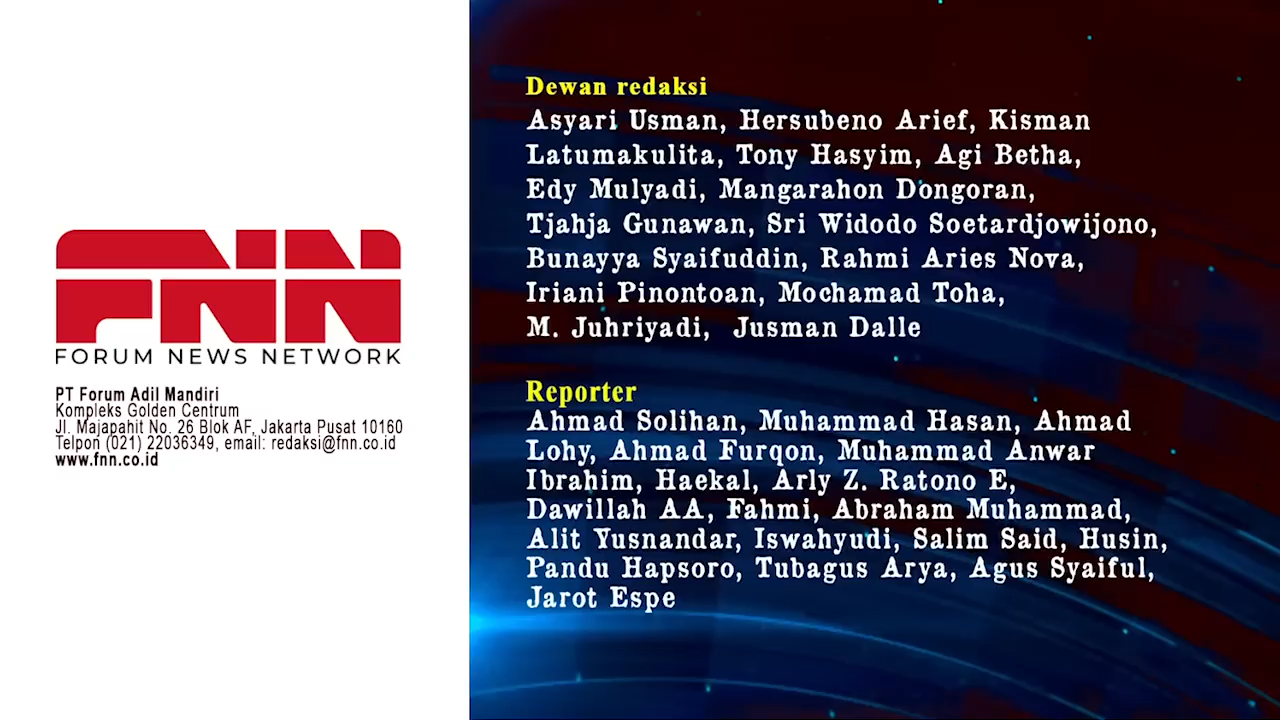 FNN
FORUM NEWS NETWORK
PT Forum Adil Mandiri
Kompleks Golden Centrum
Jl. Majapahit No. 26 Blok AF, Jakarta Pusat 10160
Telpon (021) 22036349, email: redaksi@fnn.co.id
www.fnn.co.id
Dewan redaksi
Asyari Usman, Hersubeno Arief, Kisman
Latumakulita, Tony Hasyim, Agi Betha,
Edy Mulyadi, Mangarahon Dongoran,
Tjahja Gunawan, Sri Widodo Soetardjowijono,
Bunayya Syaifuddin, Rahmi Aries Nova,
Iriani Pinontoan, Mochamad Toha,
M. Juhriyadi, Jusman Dalle
Reporter
Ahmad Solihan, Muhammad Hasan, Ahmad
Lohy, Ahmad Furqon, Muhammad Anwar
Ibrahim, Haekal, Arly Z. Ratono E,
Dawillah AA, Fahmi, Abraham Muhammad,
Alit Yusnandar, Iswahyudi, Salim Said, Husin,
Pandu Hapsoro, Tubagus Arya, Agus Syaiful,
Jarot Espe